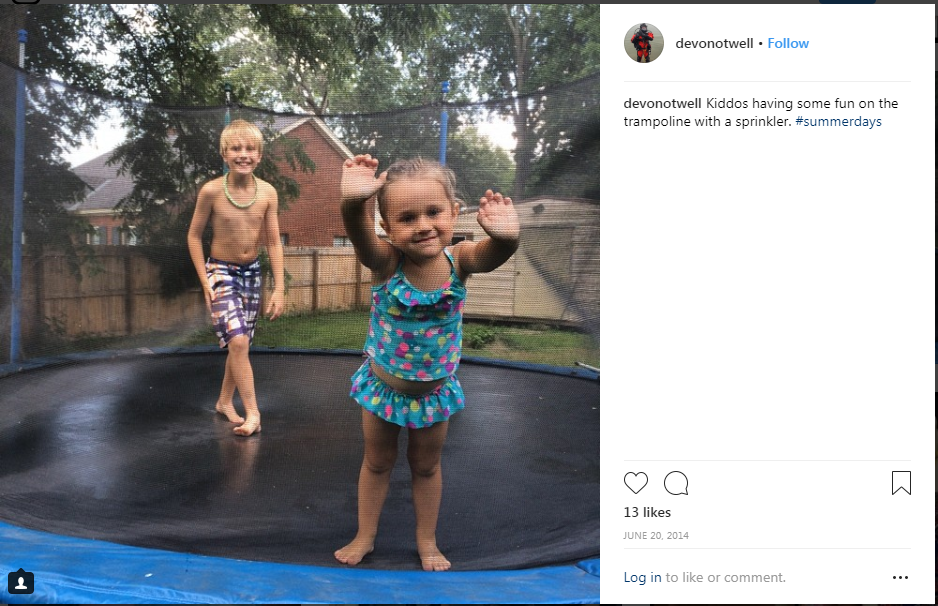 devonotwell • Follow
devonotwell Kiddos having some fun on the
trampoline with a sprinkler. #summerdays
13 likes
JUNE 20, 2014
Log in to like or comment.